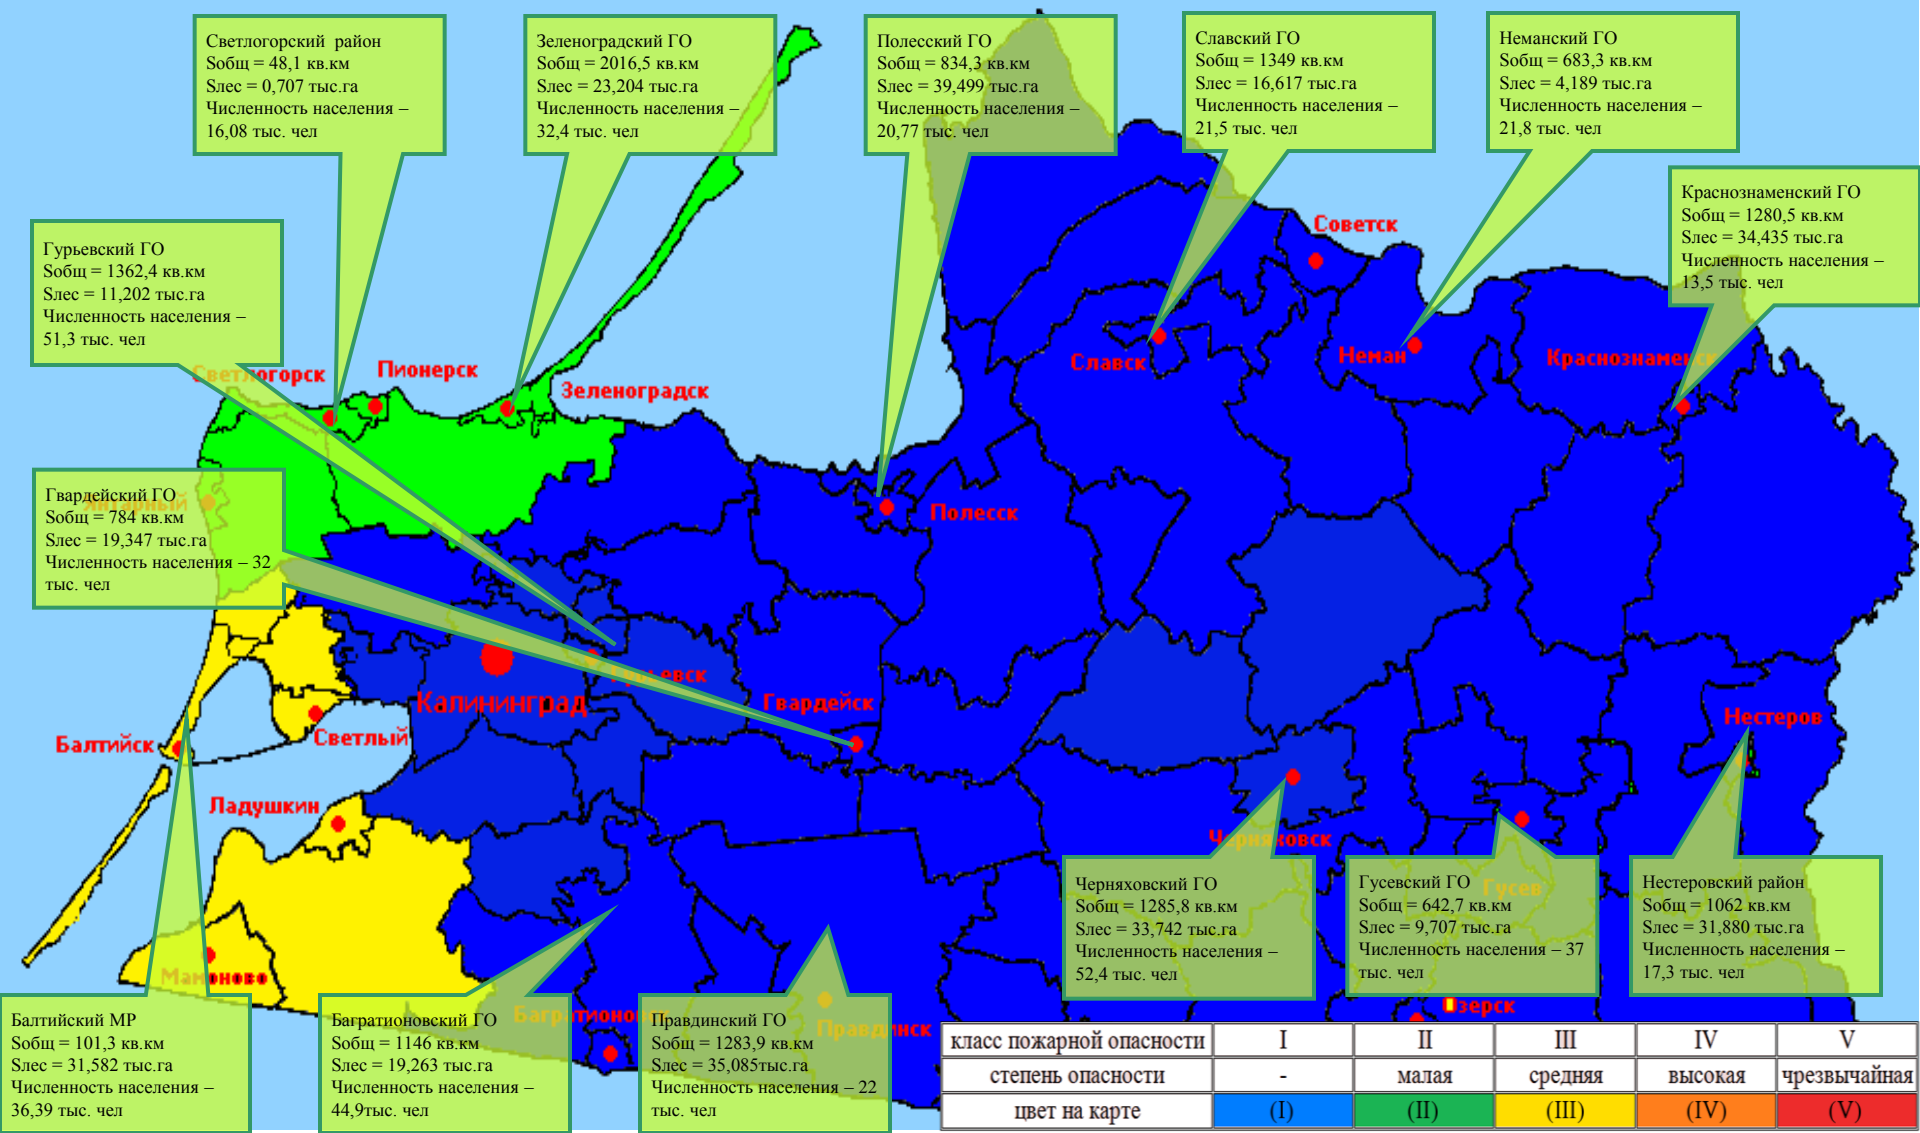 Светлогорский район
Sобщ = 48,1 кв.км
Sлес = 0,707 тыс.га
Численность населения –
16,08 тыс. чел
Зеленоградский ГО
Sобщ = 2016,5 кв.км
Sлес = 23,204 тыс.га
Численность населения –
32,4 тыс. чел
Полесский ГО
Sобщ = 834,3 кв.км
Sлес = 39,499 тыс.га
Численность населения –
20,77 тыс. чел
Славский ГО
Sобщ = 1349 кв.км
Sлес = 16,617 тыс.га
Численность населения –
21,5 тыс. чел
Неманский ГО
Sобщ = 683,3 кв.км
Sлес = 4,189 тыс.га
Численность населения –
21,8 тыс. чел
Краснознаменский ГО
Sобщ = 1280,5 кв.км
Sлес = 34,435 тыс.га
Численность населения –
13,5 тыс. чел
Гурьевский ГО
Sобщ = 1362,4 кв.км
Sлес = 11,202 тыс.га
Численность населения –
51,3 тыс. чел
Советск
Славск
Неман
Краснознаменск
Светлогорск
Пионерск
Зеленоградск
Гвардейский ГО
Sобщ = 784 кв.км
Sлес = 19,347 тыс.га
Численность населения – 32
тыс. чел
Янтарный
Полесск
Гурьевск
Калининград
Гвардейск
Нестеров
Балтийск
Светлый
Ладушкин
Черняховск
Гусев
Мамоново
Багратионовск
Правдинск
Озерск
Черняховский ГО
Sобщ = 1285,8 кв.км
Sлес = 33,742 тыс.га
Численность населения –
52,4 тыс. чел
Гусевский ГО
Sобщ = 642,7 кв.км
Sлес = 9,707 тыс.га
Численность населения – 37
тыс. чел
Нестеровский район
Sобщ = 1062 кв.км
Sлес = 31,880 тыс.га
Численность населения –
17,3 тыс. чел
Балтийский МР
Sобщ = 101,3 кв.км
Sлес = 31,582 тыс.га
Численность населения –
36,39 тыс. чел
Багратионовский ГО
Sобщ = 1146 кв.км
Sлес = 19,263 тыс.га
Численность населения –
44,9тыс. чел
Правдинский ГО
Sобщ = 1283,9 кв.км
Sлес = 35,085тыс.га
Численность населения – 22
тыс. чел
класс пожарной опасности I II III IV V
степень опасности - малая средняя высокая чрезвычайная
цвет на карте (I) (II) (III) (IV) (V)